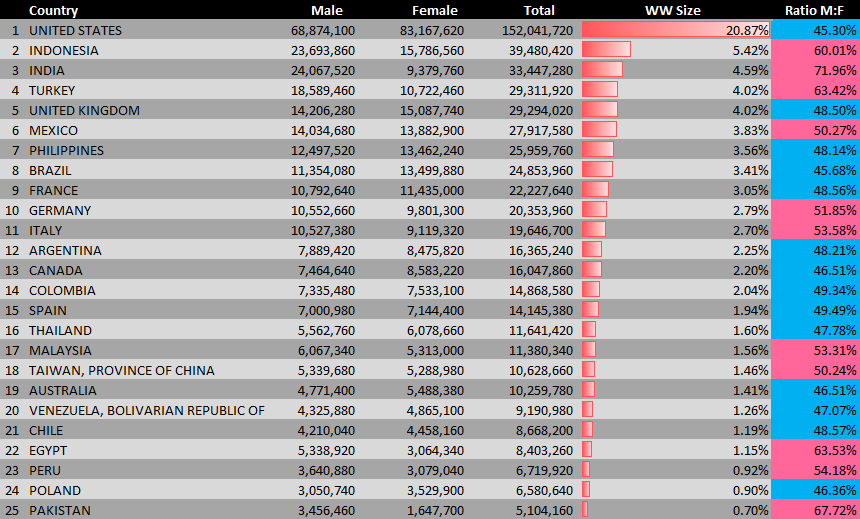 Country Male Female Total WW Size Ratio M:F
1 UNITED STATES 68,874,100 83,167,620 152,041,720 20.87% 45.30%
2 INDONESIA 23,693,860 15,786,560 39,480,420 5.42% 60.01%
3 INDIA 24,067,520 9,379,760 33,447,280 4.59% 71.96%
4 TURKEY 18,589,460 10,722,460 29,311,920 4.02% 63.42%
5 UNITED KINGDOM 14,206,280 15,087,740 29,294,020 4.02% 48.50%
6 MEXICO 14,034,680 13,882,900 27,917,580 3.83% 50.27%
7 PHILIPPINES 12,497,520 13,462,240 25,959,760 3.56% 48.14%
8 BRAZIL 11,354,080 13,499,880 24,853,960 3.41% 45.68%
9 FRANCE 10,792,640 11,435,000 22,227,640 3.05% 48.56%
10 GERMANY 10,552,660 9,801,300 20,353,960 2.79% 51.85%
11 ITALY 10,527,380 9,119,320 19,646,700 2.70% 53.58%
12 ARGENTINA 7,889,420 8,475,820 16,365,240 2.25% 48.21%
13 CANADA 7,464,640 8,583,220 16,047,860 2.20% 46.51%
14 COLOMBIA 7,335,480 7,533,100 14,868,580 2.04% 49.34%
15 SPAIN 7,000,980 7,144,400 14,145,380 1.94% 49.49%
16 THAILAND 5,562,760 6,078,660 11,641,420 1.60% 47.78%
17 MALAYSIA 6,067,340 5,313,000 11,380,340 1.56% 53.31%
18 TAIWAN, PROVINCE OF CHINA 5,339,680 5,288,980 10,628,660 1.46% 50.24%
19 AUSTRALIA 4,771,400 5,488,380 10,259,780 1.41% 46.51%
20 VENEZUELA, BOLIVARIAN REPUBLIC OF 4,325,880 4,865,100 9,190,980 1.26% 47.07%
21 CHILE 4,210,040 4,458,160 8,668,200 1.19% 48.57%
22 EGYPT 5,338,920 3,064,340 8,403,260 1.15% 63.53%
23 PERU 3,640,880 3,079,040 6,719,920 0.92% 54.18%
24 POLAND 3,050,740 3,529,900 6,580,640 0.90% 46.36%
25 PAKISTAN 3,456,460 1,647,700 5,104,160 0.70% 67.72%